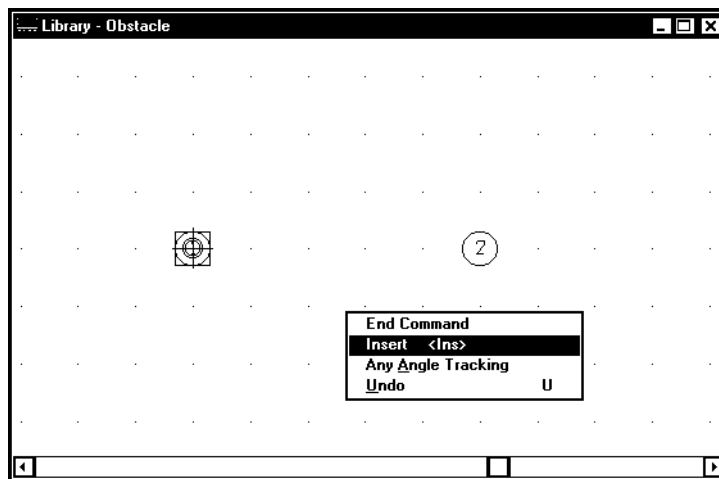 Library - Obstacle
2
End Command
Insert <Ins>
Any Angle Tracking
Undo U